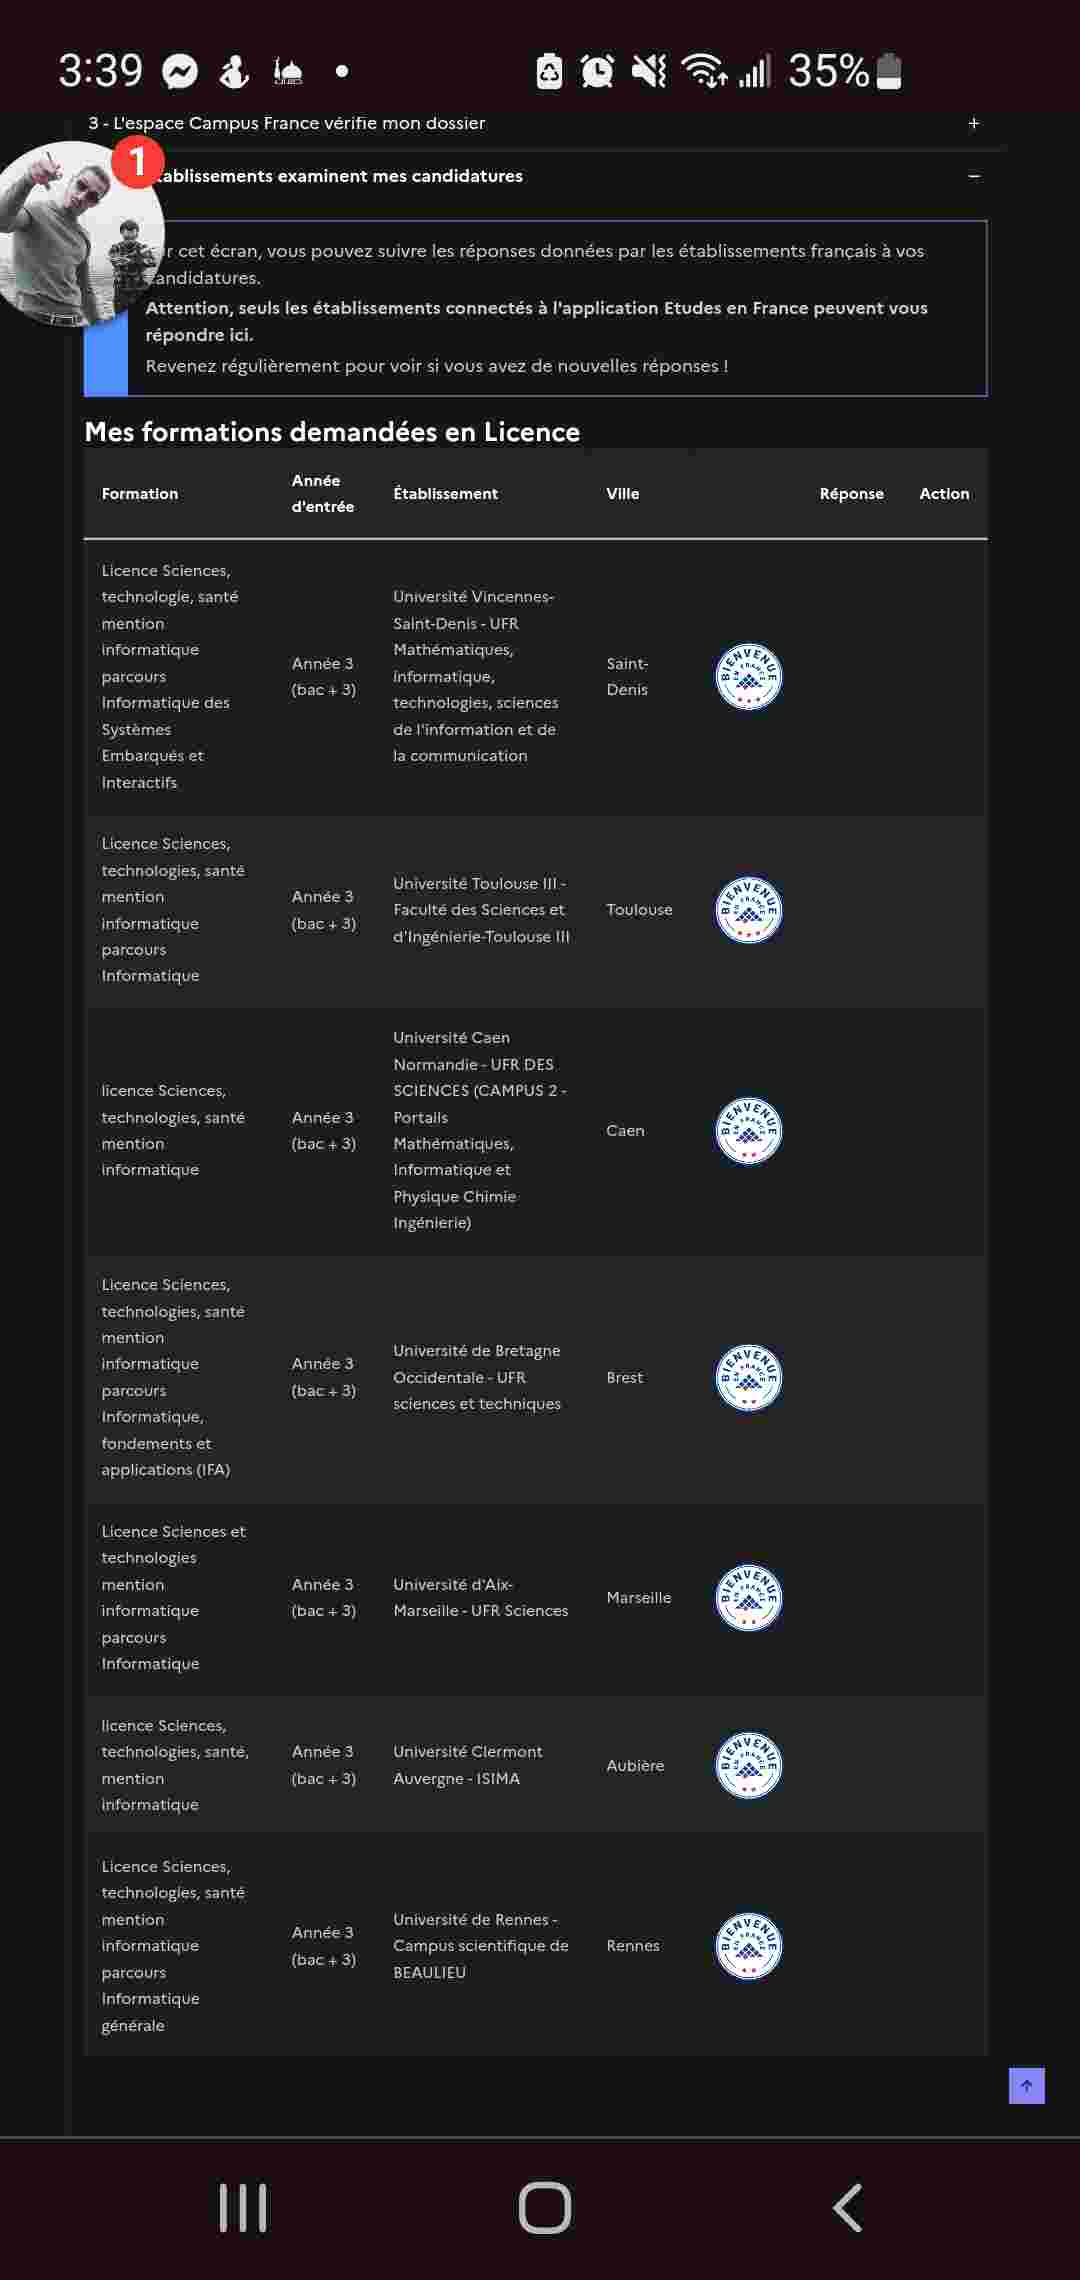 3:39
35%
3 - L'espace Campus France vérifie mon dossier
+
1
tablissements examinent mes candidatures
−
r cet écran, vous pouvez suivre les réponses données par les établissements français à vos
candidatures.
Attention, seuls les établissements connectés à l'application Etudes en France peuvent vous
répondre ici.
Revenez régulièrement pour voir si vous avez de nouvelles réponses !
Mes formations demandées en Licence
Formation
Année
d'entrée
Établissement
Ville
Réponse
Action
Licence Sciences,
technologie, santé
mention
informatique
parcours
Informatique des
Systèmes
Embarqués et
Interactifs
Année 3
(bac + 3)
Université Vincennes-
Saint-Denis - UFR
Mathématiques,
informatique,
technologies, sciences
de l'information et de
la communication
Saint-
Denis
BIENVENUE
EN FRANCE
Licence Sciences,
technologies, santé
mention
informatique
parcours
Informatique
Année 3
(bac + 3)
Université Toulouse III -
Faculté des Sciences et
d'Ingénierie-Toulouse III
Toulouse
BIENVENUE
EN FRANCE
licence Sciences,
technologies, santé
mention
informatique
Année 3
(bac + 3)
Université Caen
Normandie - UFR DES
SCIENCES (CAMPUS 2 -
Portails
Mathématiques,
Informatique et
Physique Chimie
Ingénierie)
Caen
BIENVENUE
EN FRANCE
Licence Sciences,
technologies, santé
mention
informatique
parcours
Informatique,
fondements et
applications (IFA)
Année 3
(bac + 3)
Université de Bretagne
Occidentale - UFR
sciences et techniques
Brest
BIENVENUE
EN FRANCE
Licence Sciences et
technologies
mention
informatique
parcours
Informatique
Année 3
(bac + 3)
Université d'Aix-
Marseille - UFR Sciences
Marseille
BIENVENUE
EN FRANCE
licence Sciences,
technologies, santé,
mention
informatique
Année 3
(bac + 3)
Université Clermont
Auvergne - ISIMA
Aubière
BIENVENUE
EN FRANCE
Licence Sciences,
technologies, santé
mention
informatique
parcours
Informatique
générale
Année 3
(bac + 3)
Université de Rennes -
Campus scientifique de
BEAULIEU
Rennes
BIENVENUE
EN FRANCE